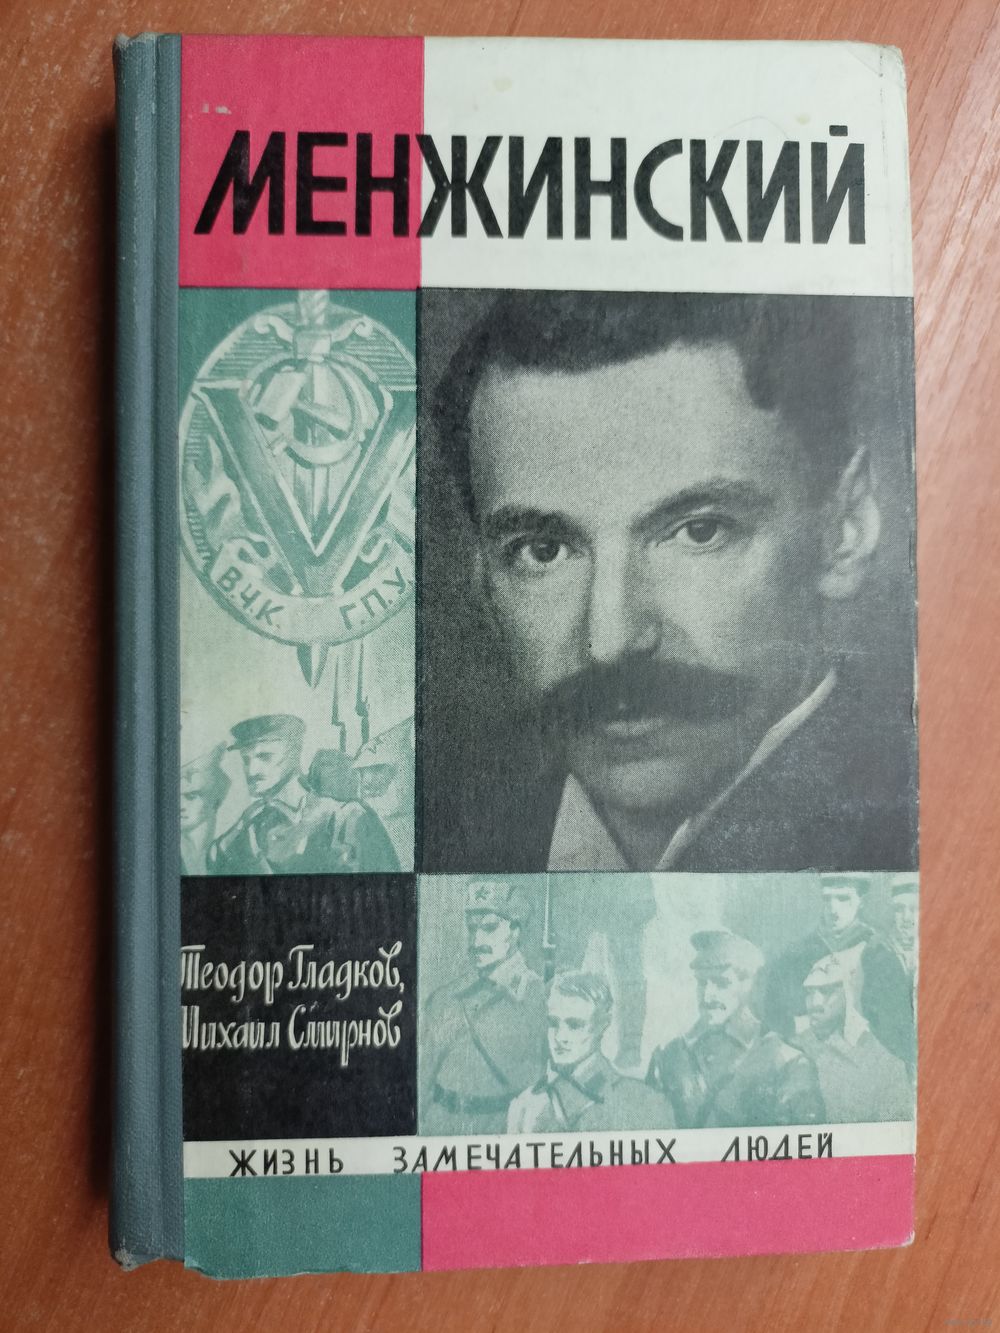 МЕНЖИНСКИЙ
В.Ч.К. Г.П.У.
Теодор Гладков,
Михаил Смирнов
ЖИЗНЬ ЗАМЕЧАТЕЛЬНЫХ ЛЮДЕЙ